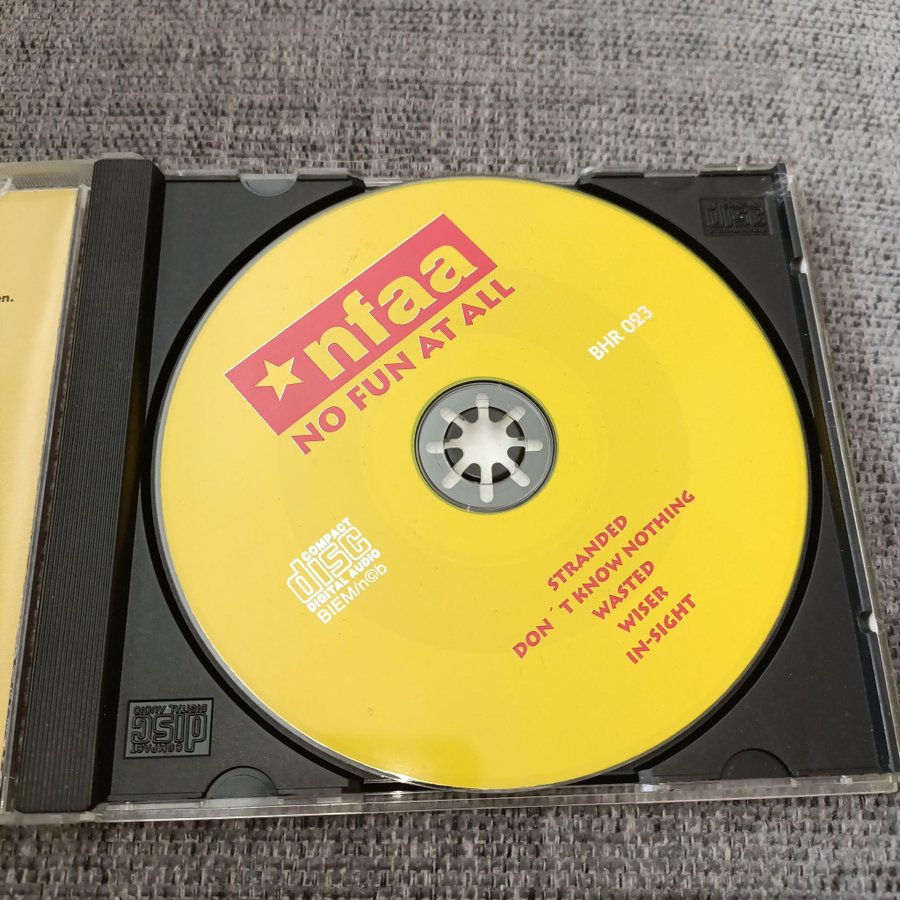 en.
nfaa
NO FUN AT ALL
BHR 023
COMPACT
disc
DIGITAL AUDIO
BIEM/n©b
STRANDED
DON´T KNOW NOTHING
WASTED
WISER
IN-SIGHT
disc
COMPACT
disc
DIGITAL AUDIO